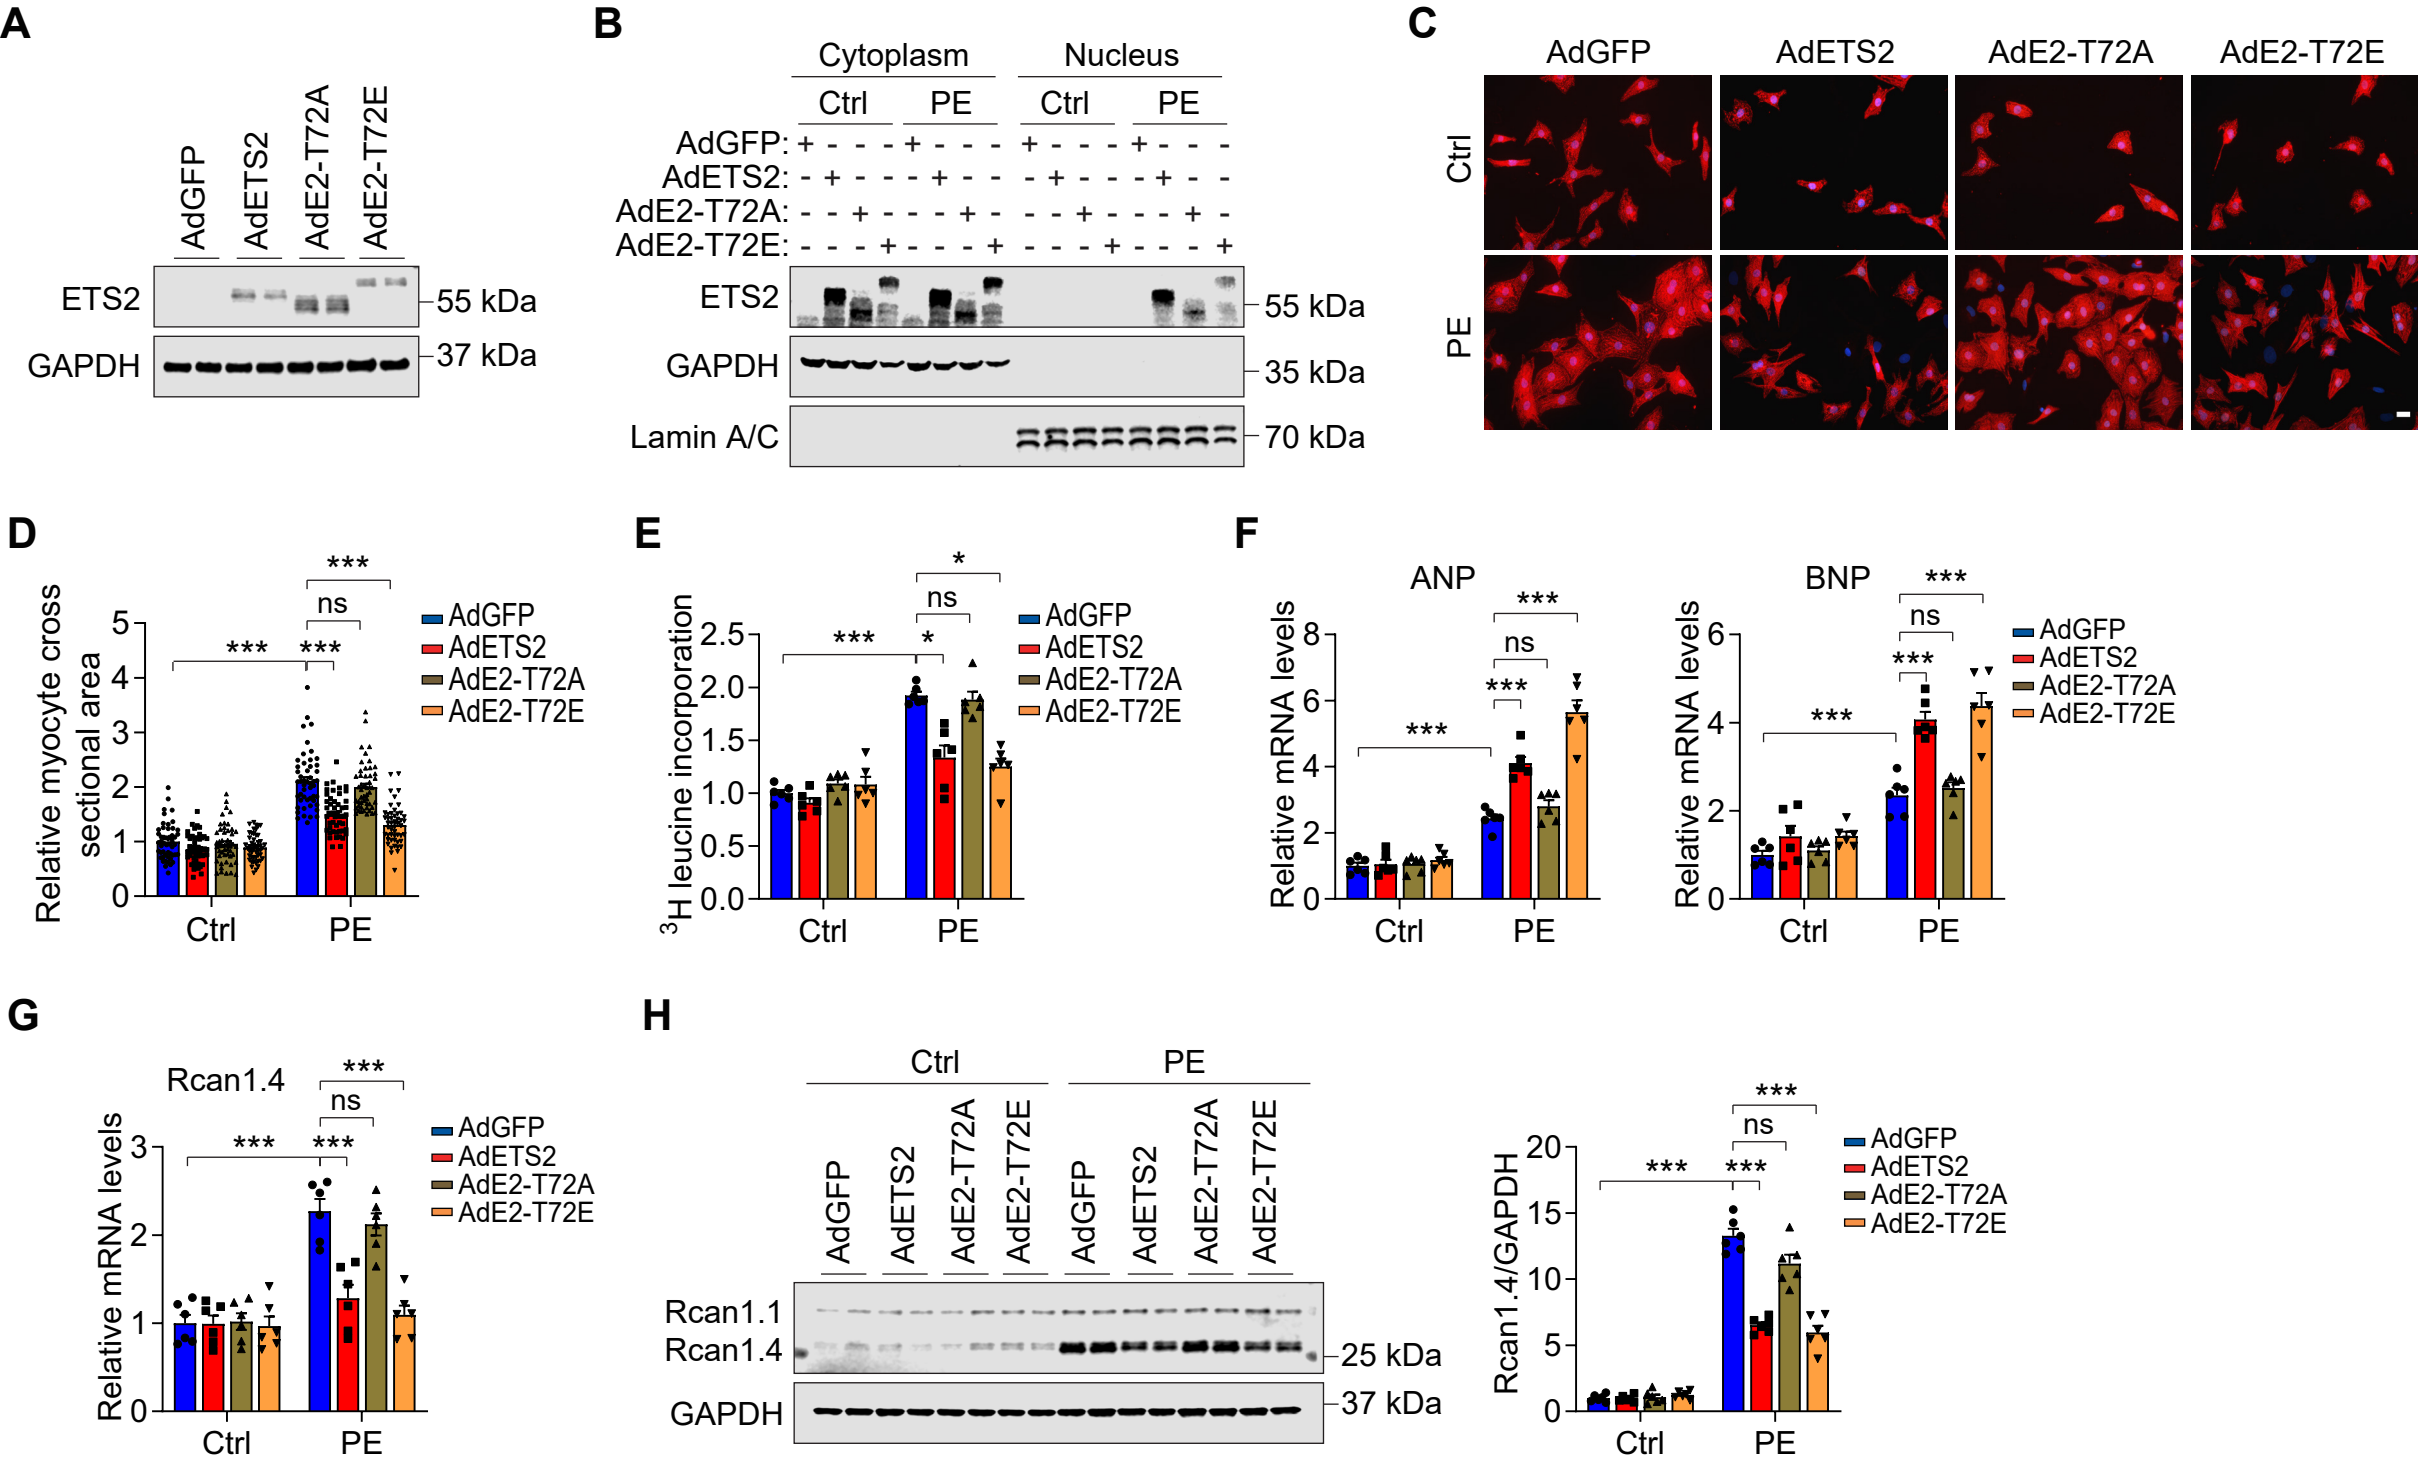 A
AdGFP
AdETS2
AdE2-T72A
AdE2-T72E
ETS2
55 kDa
GAPDH
37 kDa
B
Cytoplasm Nucleus
Ctrl PE Ctrl PE
AdGFP: + - - - + - - - + - - - + - - -
AdETS2: - + - - - + - - - + - - - + - -
AdE2-T72A: - - + - - - + - - - + - - - + -
AdE2-T72E: - - - + - - - + - - - + - - - +
ETS2
55 kDa
GAPDH
35 kDa
Lamin A/C
70 kDa
C
AdGFP AdETS2 AdE2-T72A AdE2-T72E
Ctrl
PE
D
Relative myocyte cross
sectional area
5
4
3
2
1
0
***
***
ns
***
Ctrl PE
AdGFP
AdETS2
AdE2-T72A
AdE2-T72E
E
³H leucine incorporation
2.5
2.0
1.5
1.0
0.5
0.0
***
*
ns
*
Ctrl PE
AdGFP
AdETS2
AdE2-T72A
AdE2-T72E
F
ANP
Relative mRNA levels
8
6
4
2
0
***
***
ns
***
Ctrl PE
BNP
Relative mRNA levels
6
4
2
0
***
***
ns
***
Ctrl PE
AdGFP
AdETS2
AdE2-T72A
AdE2-T72E
G
Rcan1.4
Relative mRNA levels
3
2
1
0
***
***
ns
***
Ctrl PE
AdGFP
AdETS2
AdE2-T72A
AdE2-T72E
H
Ctrl PE
AdGFP
AdETS2
AdE2-T72A
AdE2-T72E
AdGFP
AdETS2
AdE2-T72A
AdE2-T72E
Rcan1.1
Rcan1.4
25 kDa
GAPDH
37 kDa
Rcan1.4/GAPDH
20
15
10
5
0
***
***
ns
***
Ctrl PE
AdGFP
AdETS2
AdE2-T72A
AdE2-T72E